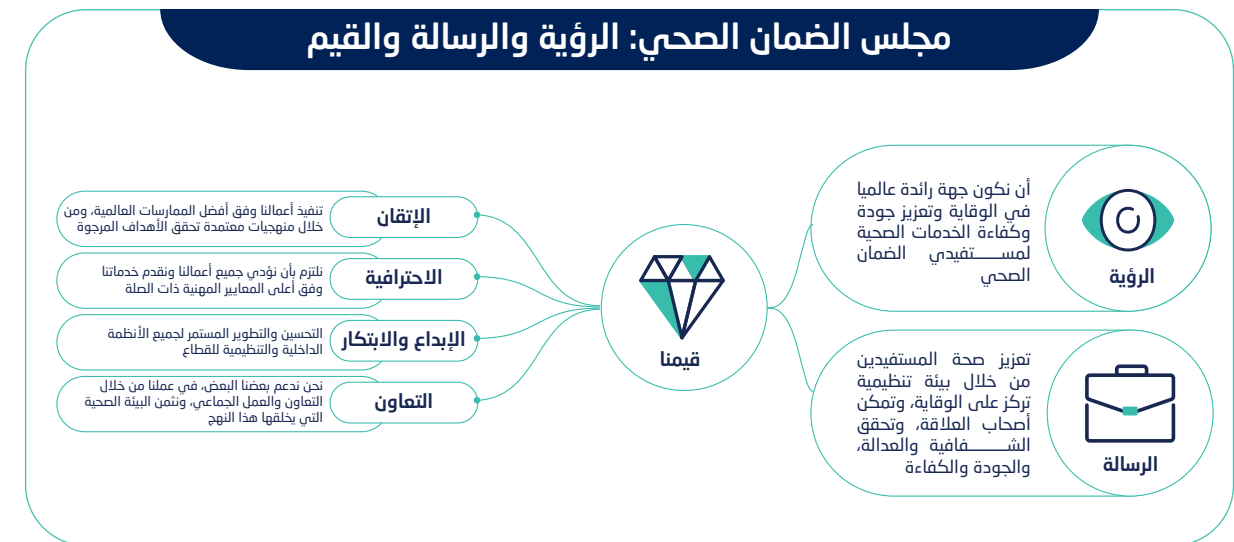 مجلس الضمان الصحي: الرؤية والرسالة والقيم
أن نكون جهة رائدة عالميا
في الوقاية وتعزيز جودة
وكفاءة الخدمات الصحية
لمســـتفيدي الضمان
الصحي
الرؤية
تعزيز صحة المستفيدين
من خلال بيئة تنظيمية
تركز على الوقاية، وتمكن
أصحاب العلاقة، وتحقق
الشـــفافية والعدالة،
والجودة والكفاءة
الرسالة
قيمنا
الإتقان
تنفيذ أعمالنا وفق أفضل الممارسات العالمية، ومن
خلال منهجيات معتمدة تحقق الأهداف المرجوة
الاحترافية
نلتزم بأن نؤدي جميع أعمالنا ونقدم خدماتنا
وفق أعلى المعايير المهنية ذات الصلة
الإبداع والابتكار
التحسين والتطوير المستمر لجميع الأنظمة
الداخلية والتنظيمية للقطاع
التعاون
نحن ندعم بعضنا البعض، في عملنا من خلال
التعاون والعمل الجماعي، ونثمن البيئة الصحية
التي يخلقها هذا النهج